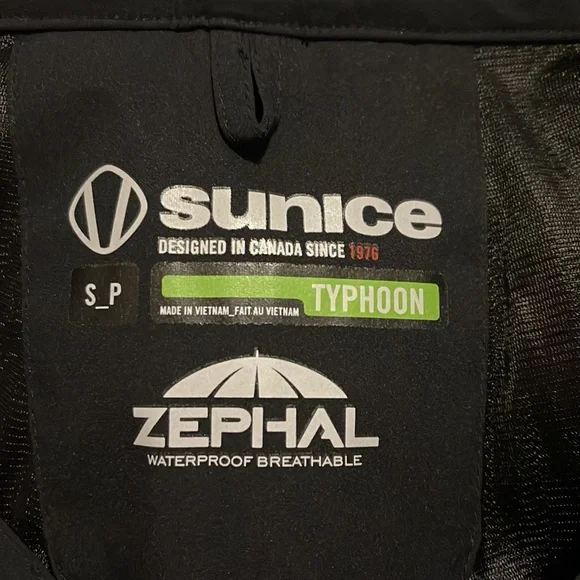 sunice
DESIGNED IN CANADA SINCE 1976
S_P
TYPHOON
MADE IN VIETNAM_FAIT AU VIETNAM
ZEPHAL
WATERPROOF BREATHABLE